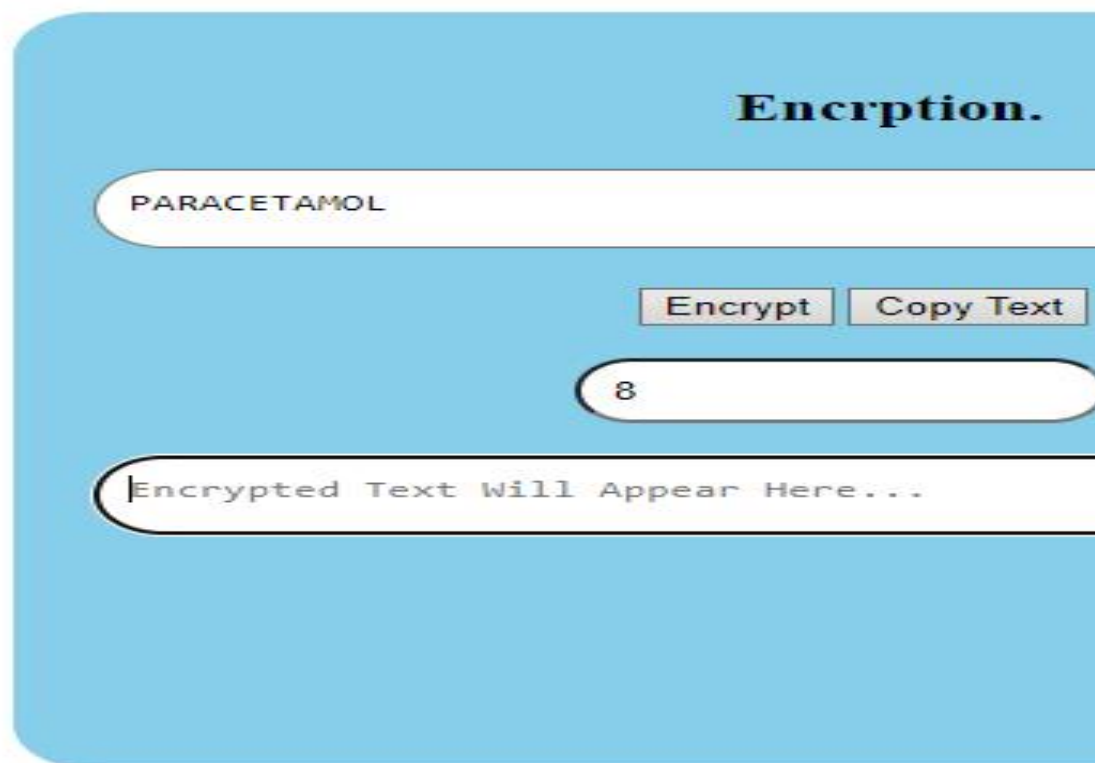 Encrption.
PARACETAMOL
Encrypt Copy Text
8
Encrypted Text Will Appear Here...